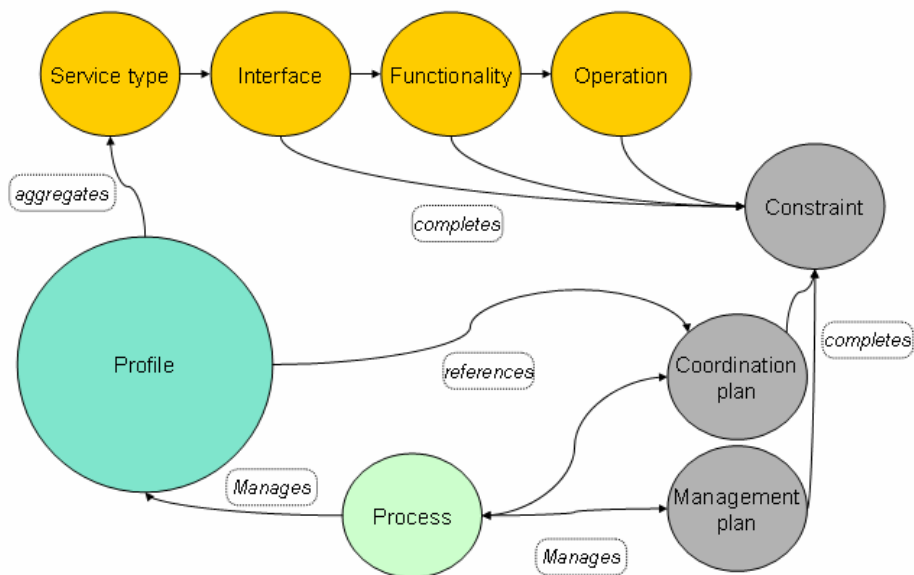 Service type
Interface
Functionality
Operation
aggregates
completes
Constraint
Profile
references
Coordination
plan
completes
Manages
Process
Management
plan
Manages